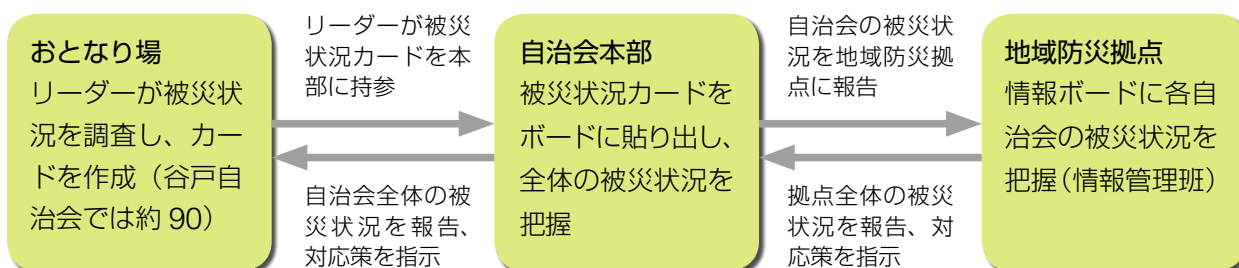 おとなり場
リーダーが被災状
況を調査し、カー
ドを作成（谷戸自
治会では約 90）
リーダーが被災
状況カードを本
部に持参
自治会全体の被
災状況を報告、
対応策を指示
自治会本部
被災状況カードを
ボードに貼り出し、
全体の被災状況を
把握
自治会の被災状
況を地域防災拠
点に報告
拠点全体の被災
状況を報告、対
応策を指示
地域防災拠点
情報ボードに各自
治会の被災状況を
把握（情報管理班）